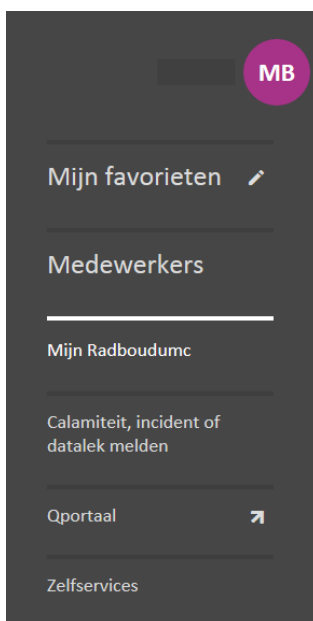 MB
Mijn favorieten
Medewerkers
Mijn Radboudumc
Calamiteit, incident of
datalek melden
Qportaal
Zelfservices